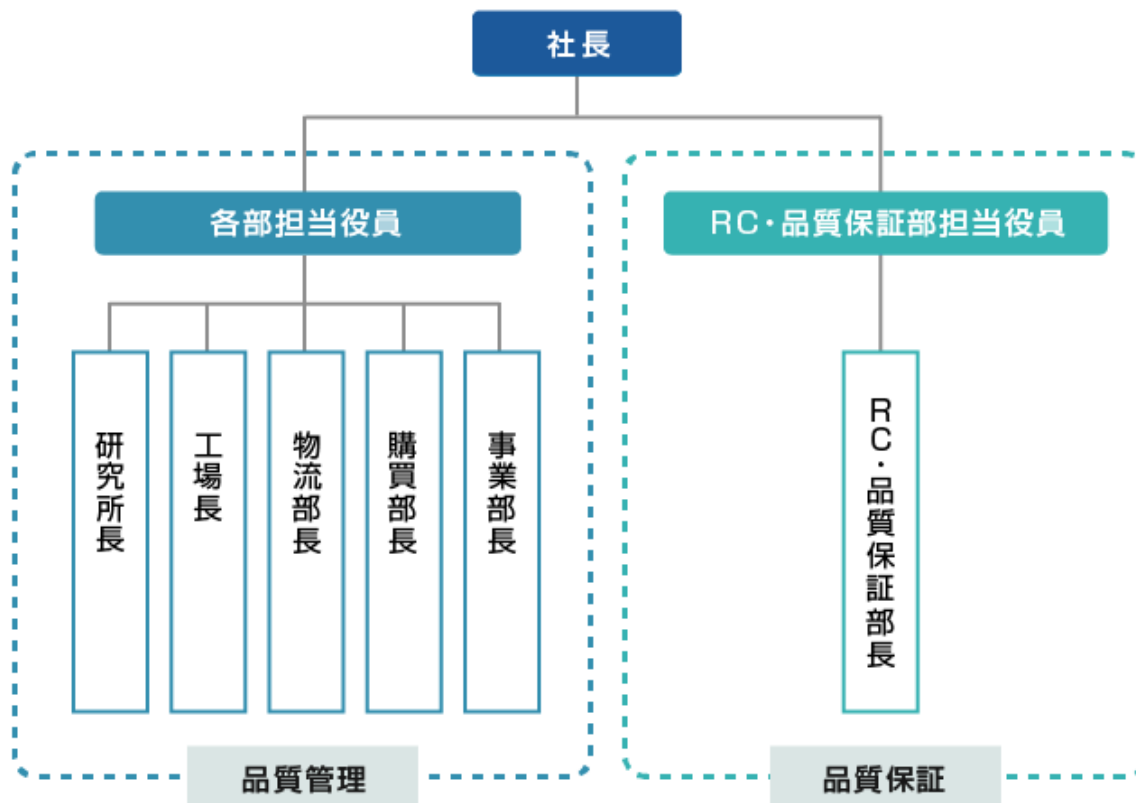 社長
各部担当役員
RC・品質保証部担当役員
研究所長
工場長
物流部長
購買部長
事業部長
RC・品質保証部長
品質管理
品質保証